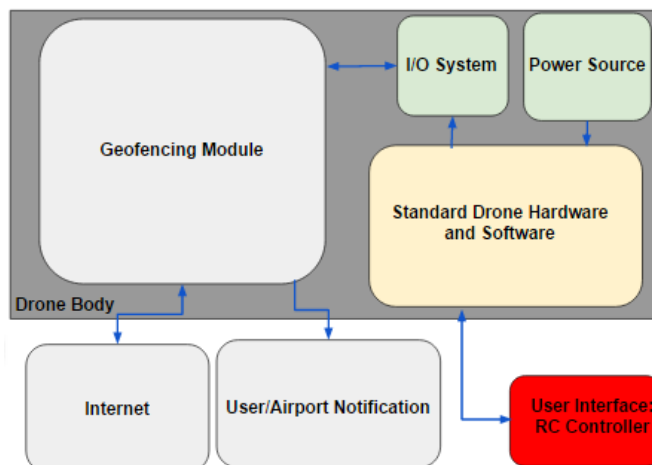 I/O System
Power Source
Geofencing Module
Standard Drone Hardware
and Software
Drone Body
Internet
User/Airport Notification
User Interface:
RC Controller